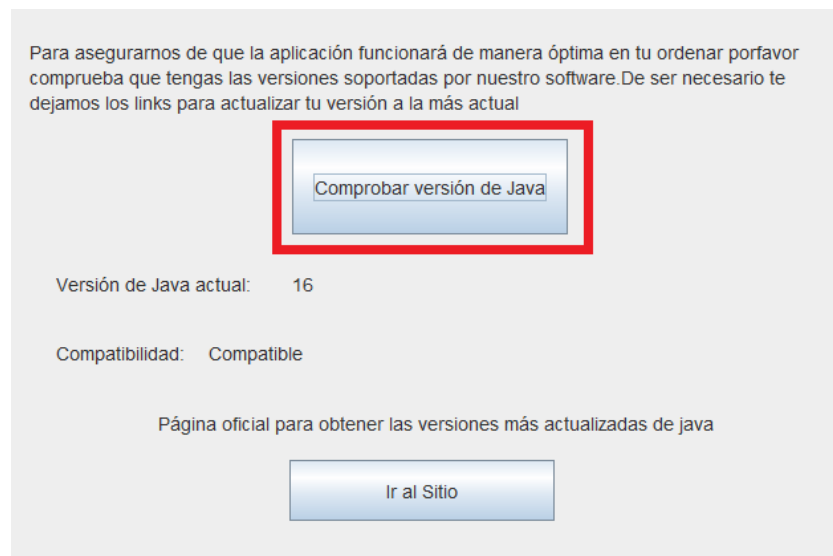 Para asegurarnos de que la aplicación funcionará de manera óptima en tu ordenar porfavor
comprueba que tengas las versiones soportadas por nuestro software.De ser necesario te
dejamos los links para actualizar tu versión a la más actual
Comprobar versión de Java
Versión de Java actual: 16
Compatibilidad: Compatible
Página oficial para obtener las versiones más actualizadas de java
Ir al Sitio